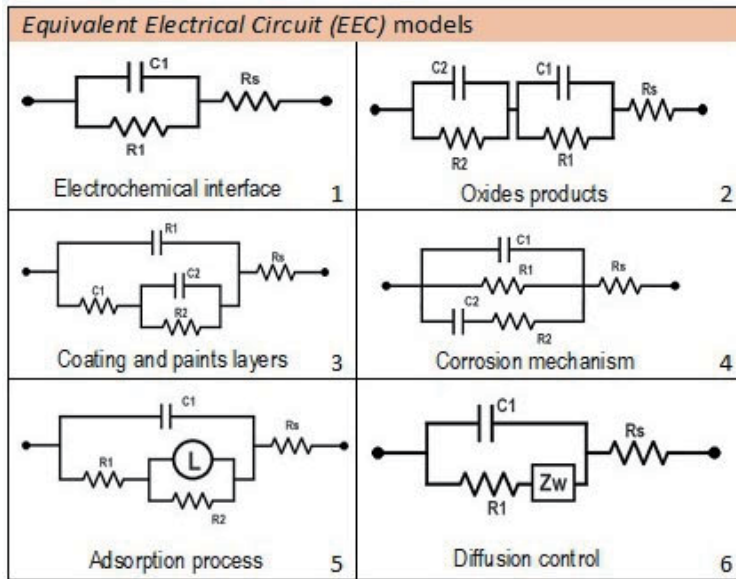 Equivalent Electrical Circuit (EEC) models
C1
Rs
R1
Electrochemical interface 1
C2 C1
Rs
R2 R1
Oxides products 2
R1
Rs
C1 C2
R2
Coating and paints layers 3
C1
R1 Rs
C2
R2
Corrosion mechanism 4
C1
Rs
L
R1
R2
Adsorption process 5
C1
Rs
Zw
R1
Diffusion control 6